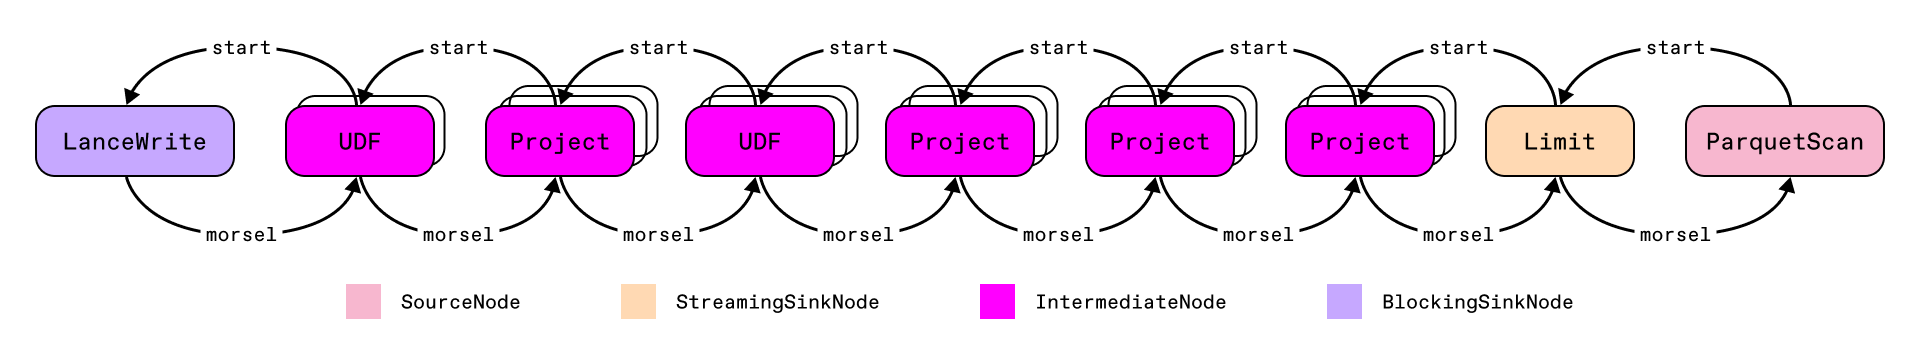 start start start start start start start start
LanceWrite UDF Project UDF Project Project Project Limit ParquetScan
morsel morsel morsel morsel morsel morsel morsel morsel
SourceNode StreamingSinkNode IntermediateNode BlockingSinkNode